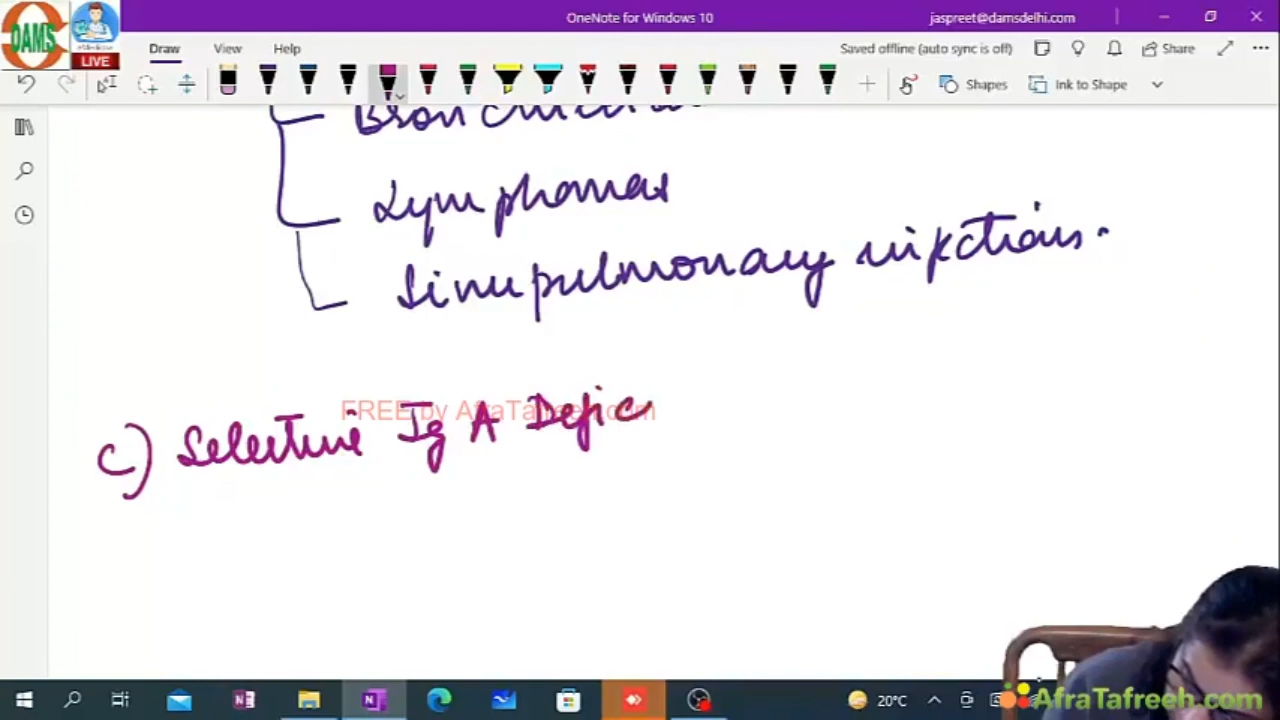 OneNote for Windows 10
jaspreet@damsdelhi.com
DAMS
eMedicoz
LIVE
Draw View Help
Saved offline (auto sync is off)
Share
Shapes
Ink to Shape
Lymphomas
Sinupulmonary infections.
FREE by AfraTafreeh.com
c) Selective Ig A Defic
20°C
AfraTafreeh.com